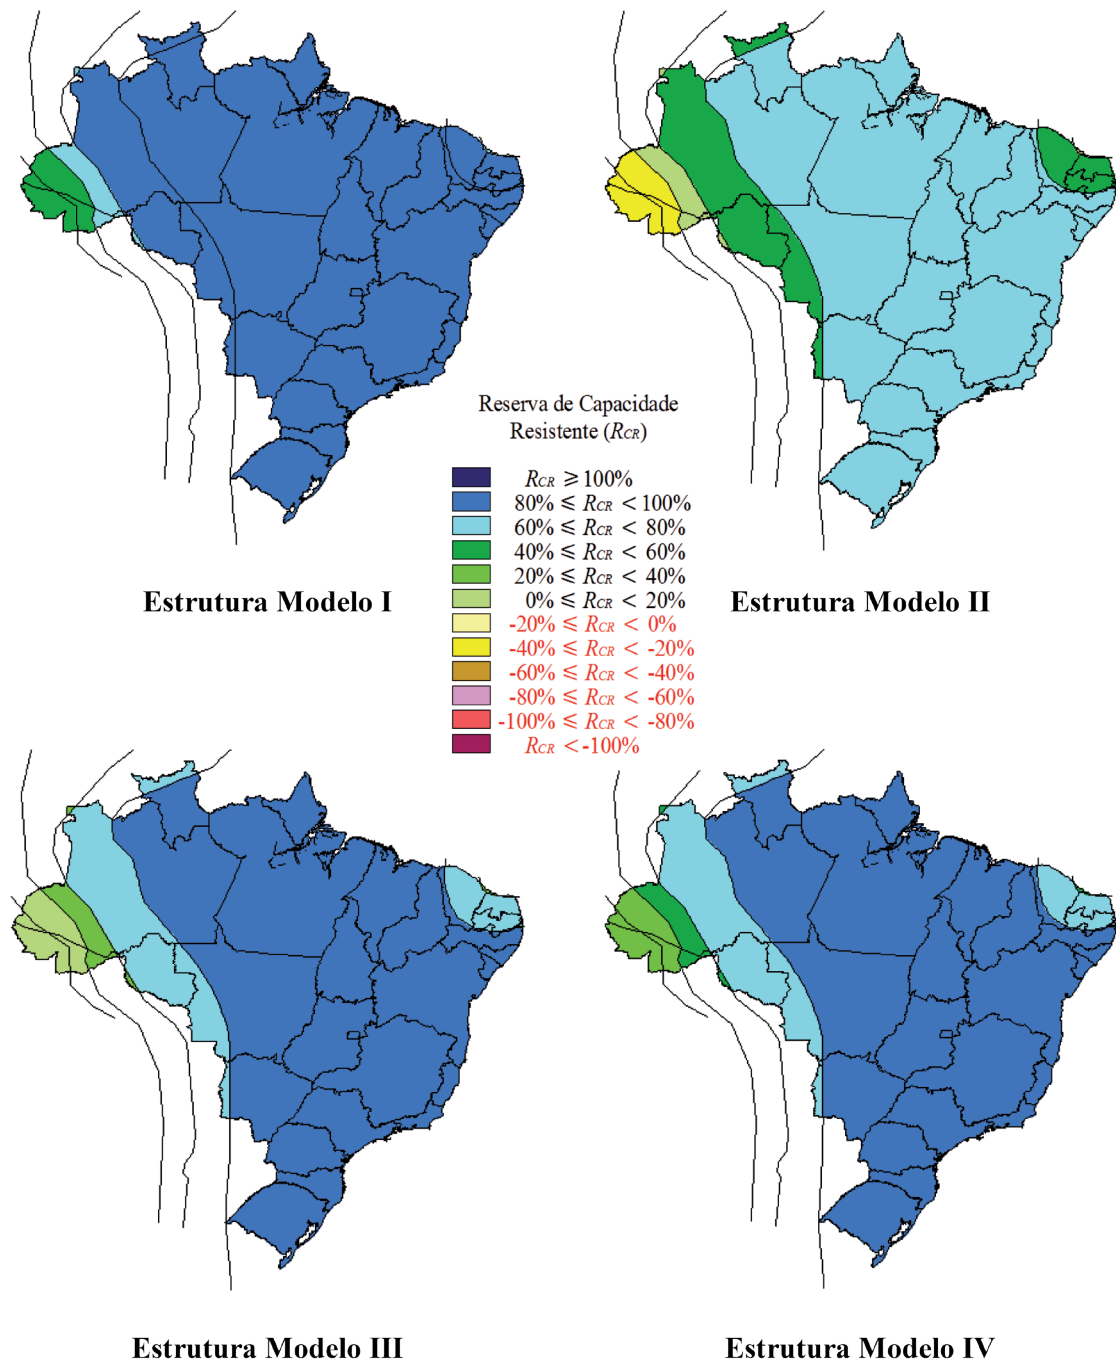 Reserva de Capacidade
Resistente (RCR)
RCR ⩾ 100%
80% ⩽ RCR < 100%
60% ⩽ RCR < 80%
40% ⩽ RCR < 60%
20% ⩽ RCR < 40%
0% ⩽ RCR < 20%
-20% ⩽ RCR < 0%
-40% ⩽ RCR < -20%
-60% ⩽ RCR < -40%
-80% ⩽ RCR < -60%
-100% ⩽ RCR < -80%
RCR < -100%
Estrutura Modelo I
Estrutura Modelo II
Estrutura Modelo III
Estrutura Modelo IV